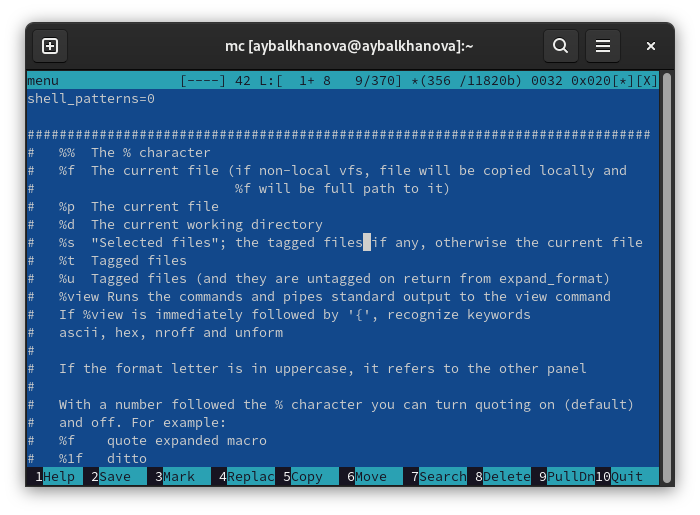 mc [aybalkhanova@aybalkhanova]:~
menu               [----] 42 L:[  1+ 8   9/370] *(356 /11820b) 0032 0x020[*][X]
shell_patterns=0
##############################################################################
#   %%  The % character
#   %f  The current file (if non-local vfs, file will be copied locally and
#                         %f will be full path to it)
#   %p  The current file
#   %d  The current working directory
#   %s  "Selected files"; the tagged files if any, otherwise the current file
#   %t  Tagged files
#   %u  Tagged files (and they are untagged on return from expand_format)
#   %view Runs the commands and pipes standard output to the view command
#   If %view is immediately followed by '{', recognize keywords
#   ascii, hex, nroff and unform
#
#   If the format letter is in uppercase, it refers to the other panel
#
#   With a number followed the % character you can turn quoting on (default)
#   and off. For example:
#   %f    quote expanded macro
#   %1f   ditto
1Help 2Save 3Mark 4Replac 5Copy 6Move 7Search 8Delete 9PullDn 10Quit